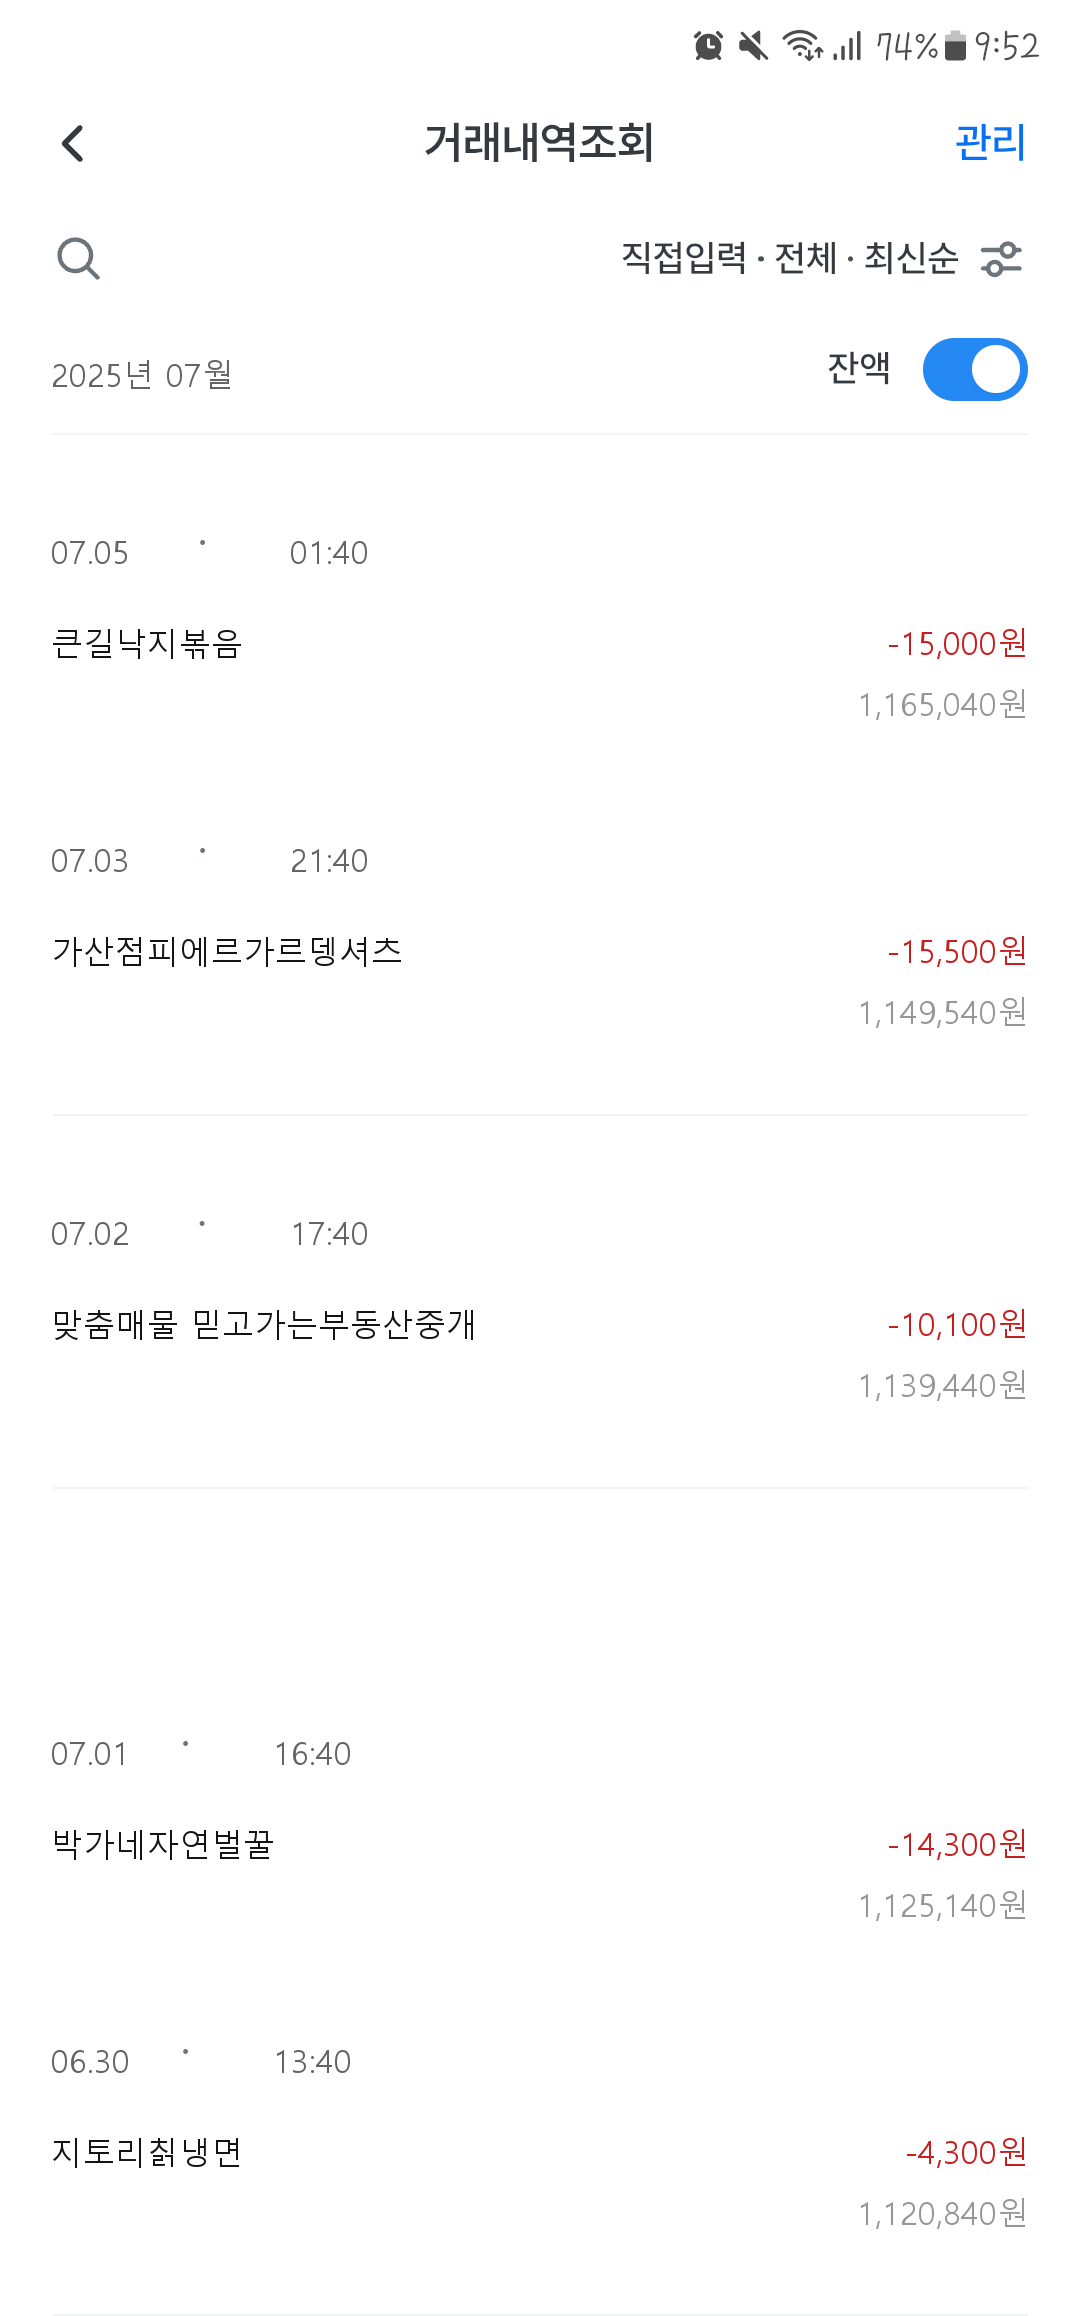 74% 9:52
거래내역조회 관리
직접입력 · 전체 · 최신순
2025년 07월 잔액
07.05 · 01:40
큰길낙지볶음 -15,000원
1,165,040원
07.03 · 21:40
가산점피에르가르뎅셔츠 -15,500원
1,149,540원
07.02 · 17:40
맞춤매물 믿고가는부동산중개 -10,100원
1,139,440원
07.01 · 16:40
박가네자연벌꿀 -14,300원
1,125,140원
06.30 · 13:40
지토리칡냉면 -4,300원
1,120,840원